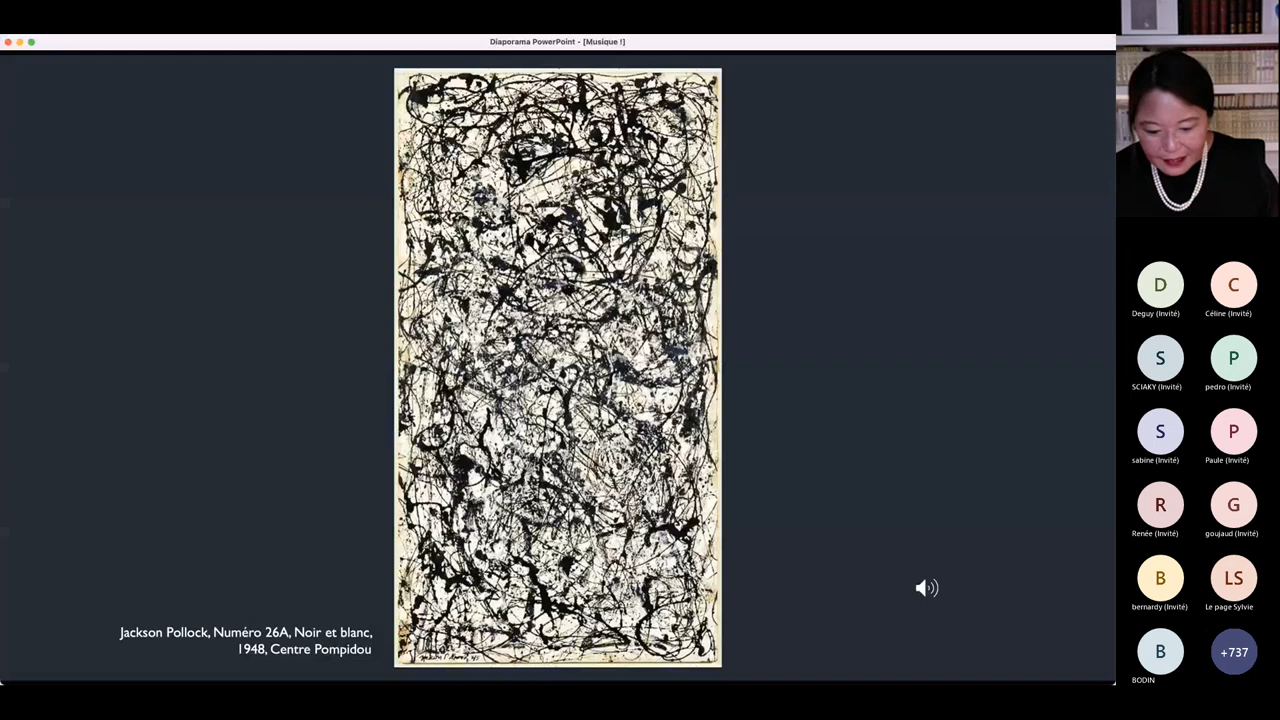 Diaporama PowerPoint - [Musique !]
Jackson Pollock, Numéro 26A, Noir et blanc,
1948, Centre Pompidou
D
C
Deguy (Invité)
Céline (Invité)
S
P
SCIAKY (Invité)
pedro (Invité)
S
P
sabine (Invité)
Paule (Invité)
R
G
Renée (Invité)
goujaud (Invité)
B
LS
bernardy (Invité)
Le page Sylvie
B
+737
BODIN